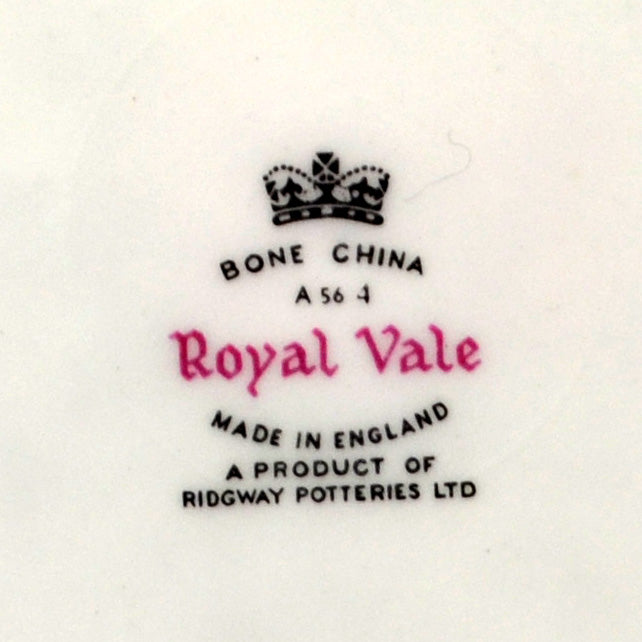 BONE CHINA
A 56 4
Royal Vale
MADE IN ENGLAND
A PRODUCT OF
RIDGWAY POTTERIES LTD